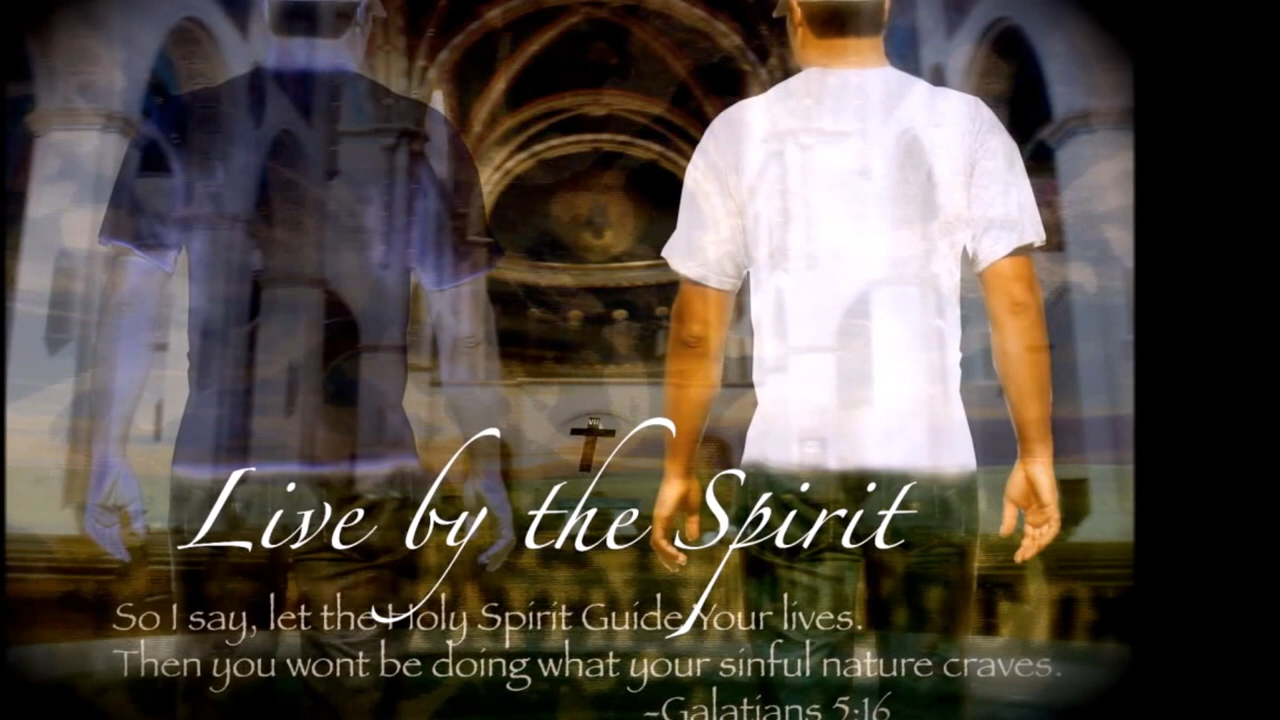 VII
Live by the Spirit
So I say, let the Holy Spirit Guide Your lives.
Then you wont be doing what your sinful nature craves.
-Galatians 5:16